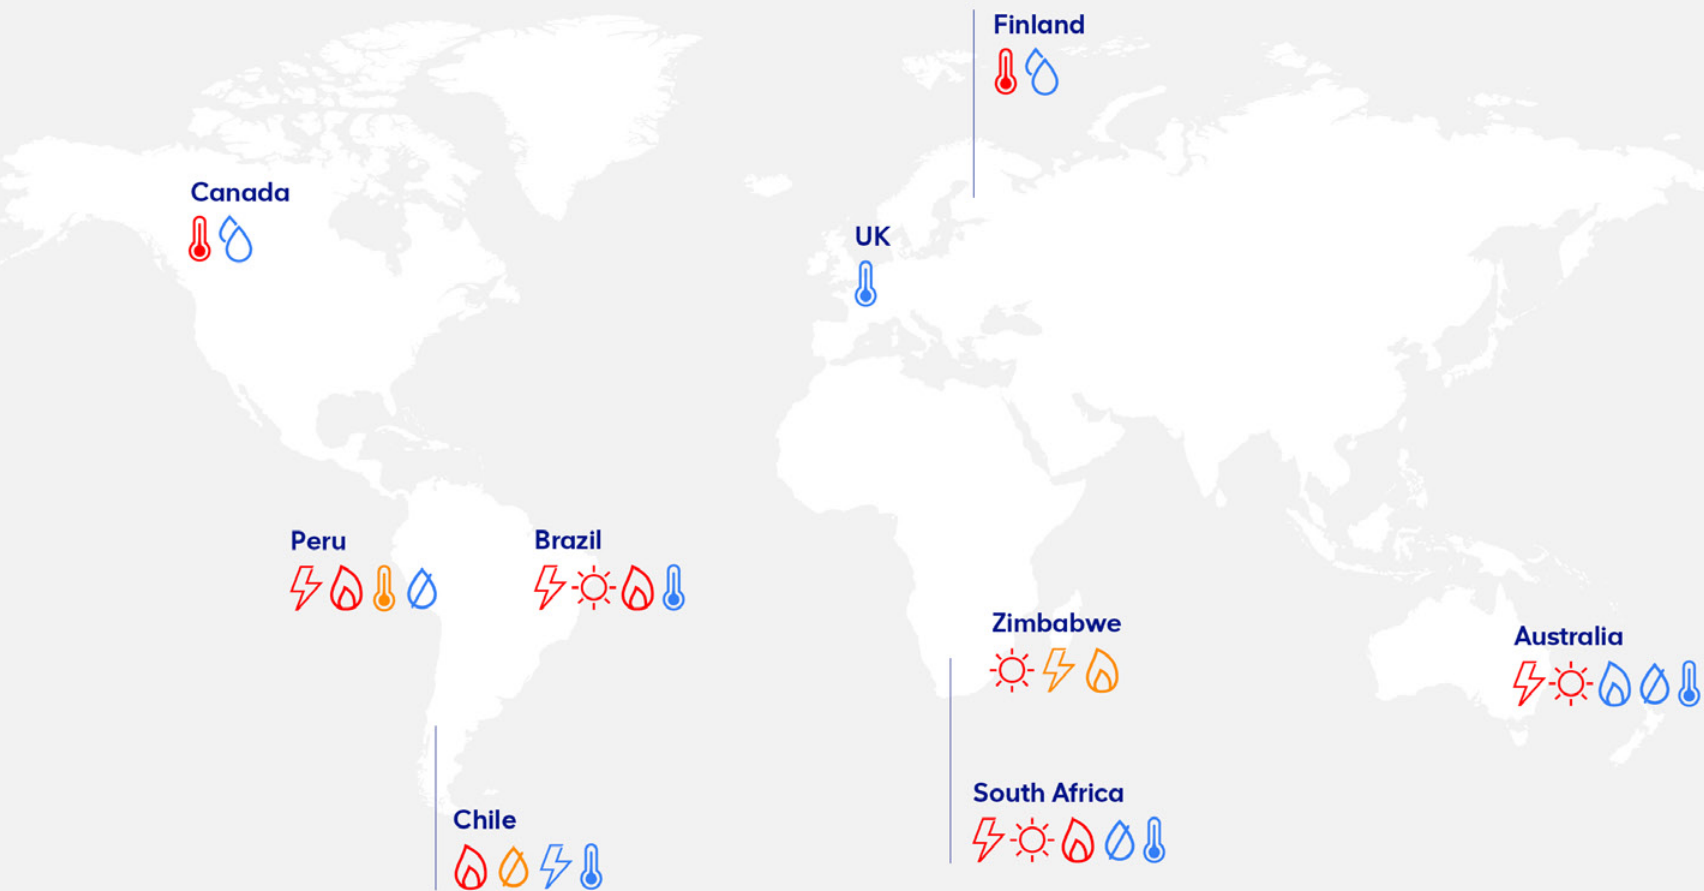 Finland
Canada
UK
Peru
Brazil
Zimbabwe
Australia
South Africa
Chile